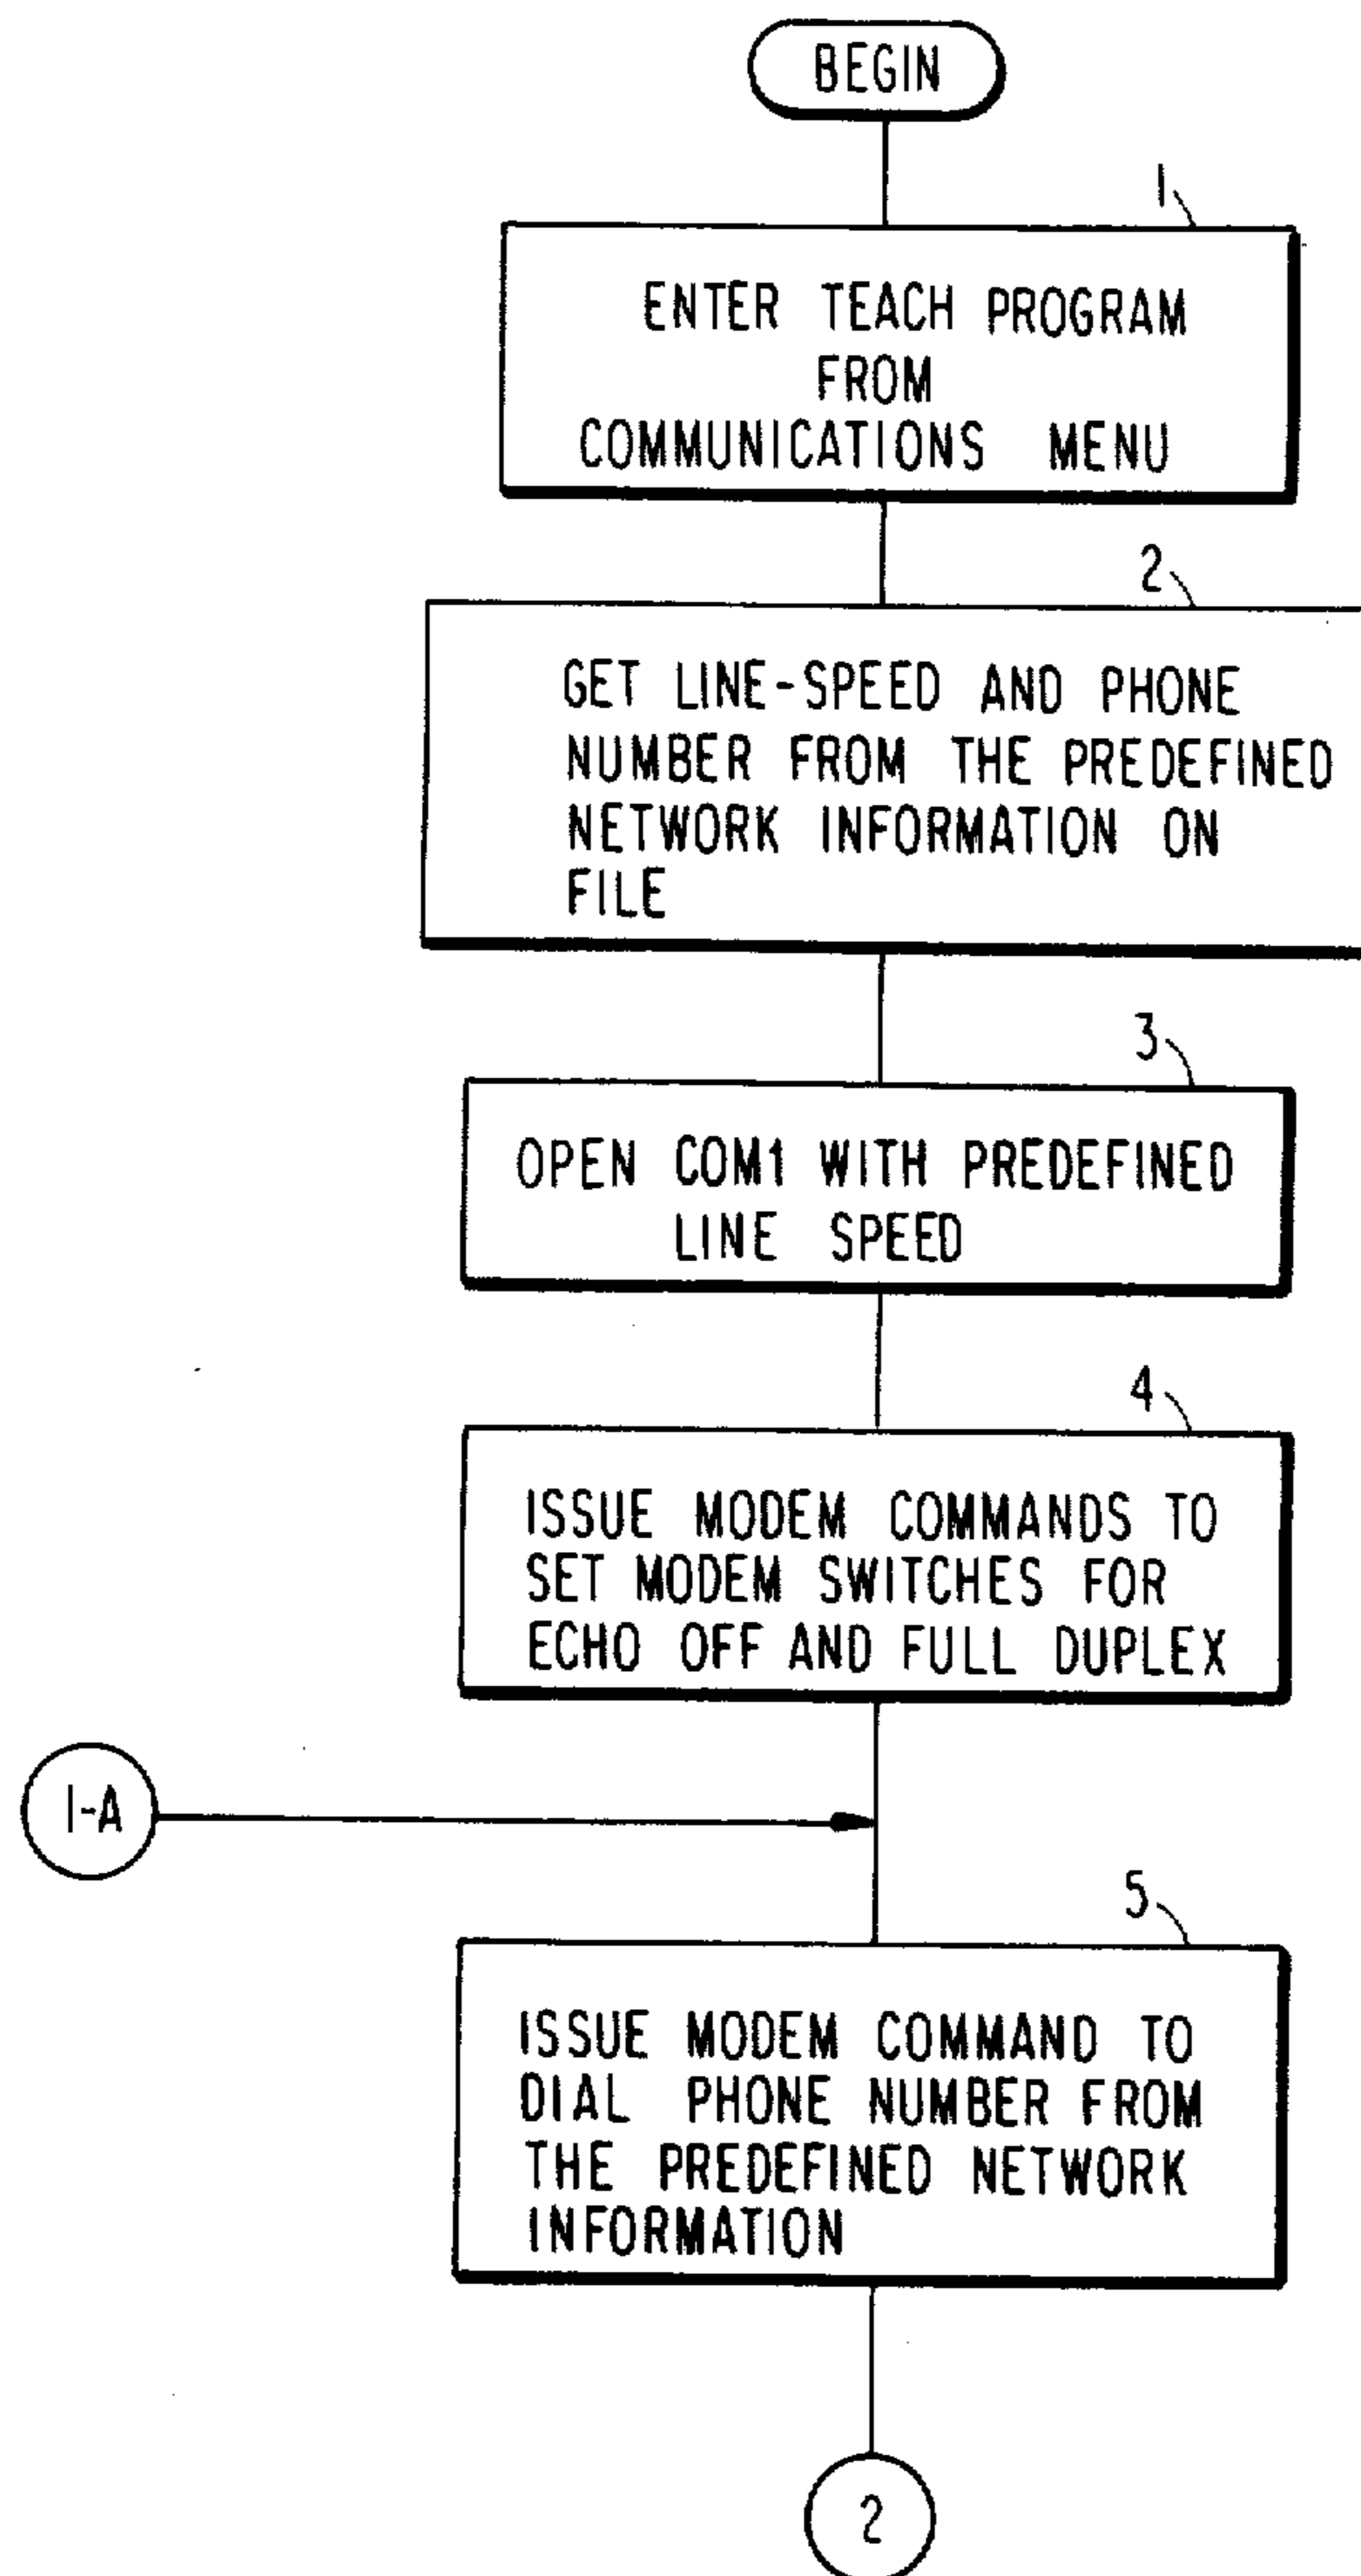 BEGIN
1
ENTER TEACH PROGRAM
FROM
COMMUNICATIONS MENU
2
GET LINE-SPEED AND PHONE
NUMBER FROM THE PREDEFINED
NETWORK INFORMATION ON
FILE
3
OPEN COM1 WITH PREDEFINED
LINE SPEED
4
ISSUE MODEM COMMANDS TO
SET MODEM SWITCHES FOR
ECHO OFF AND FULL DUPLEX
1-A
5
ISSUE MODEM COMMAND TO
DIAL PHONE NUMBER FROM
THE PREDEFINED NETWORK
INFORMATION
2